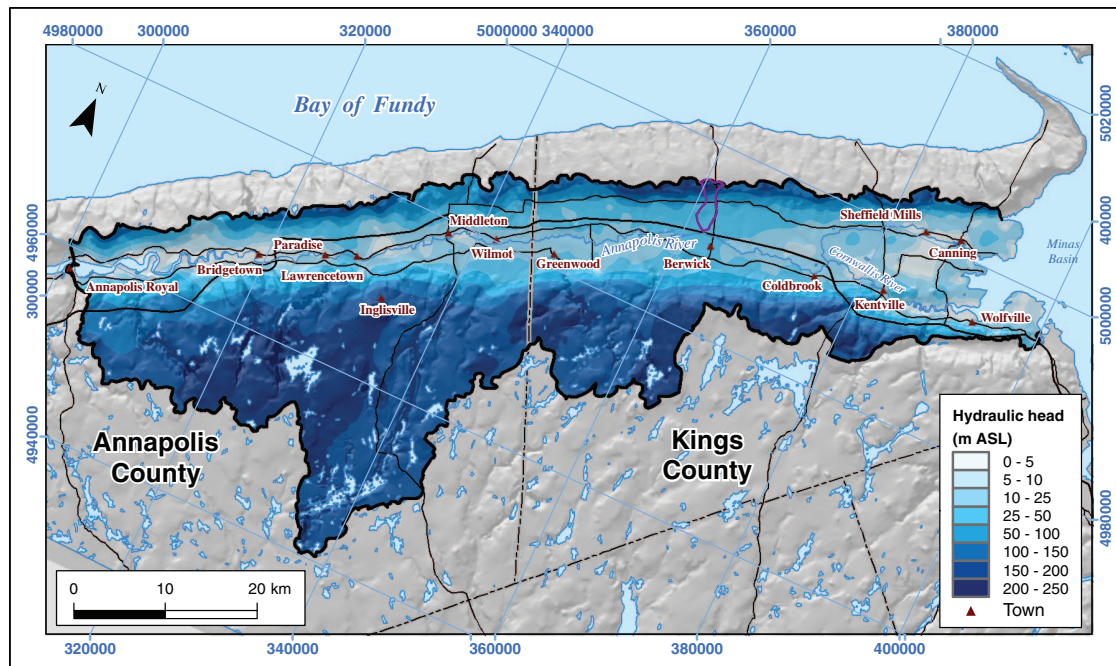 4980000 300000 320000 5000000 340000 360000 380000
5020000
Bay of Fundy
Sheffield Mills
Middleton
4960000
4000000
Paradise
Annapolis River
Minas
Basin
Wilmot
Canning
Bridgetown
Greenwood
Berwick
Cornwallis River
Lawrencetown
Coldbrook
Annapolis Royal
300000
Kentville
5000000
Inglisville
Wolfville
Hydraulic head
(m ASL)
0 - 5
5 - 10
10 - 25
25 - 50
50 - 100
100 - 150
150 - 200
200 - 250
Town
4940000
Annapolis
County
Kings
County
4980000
0 10 20 km
320000 340000 360000 380000 400000